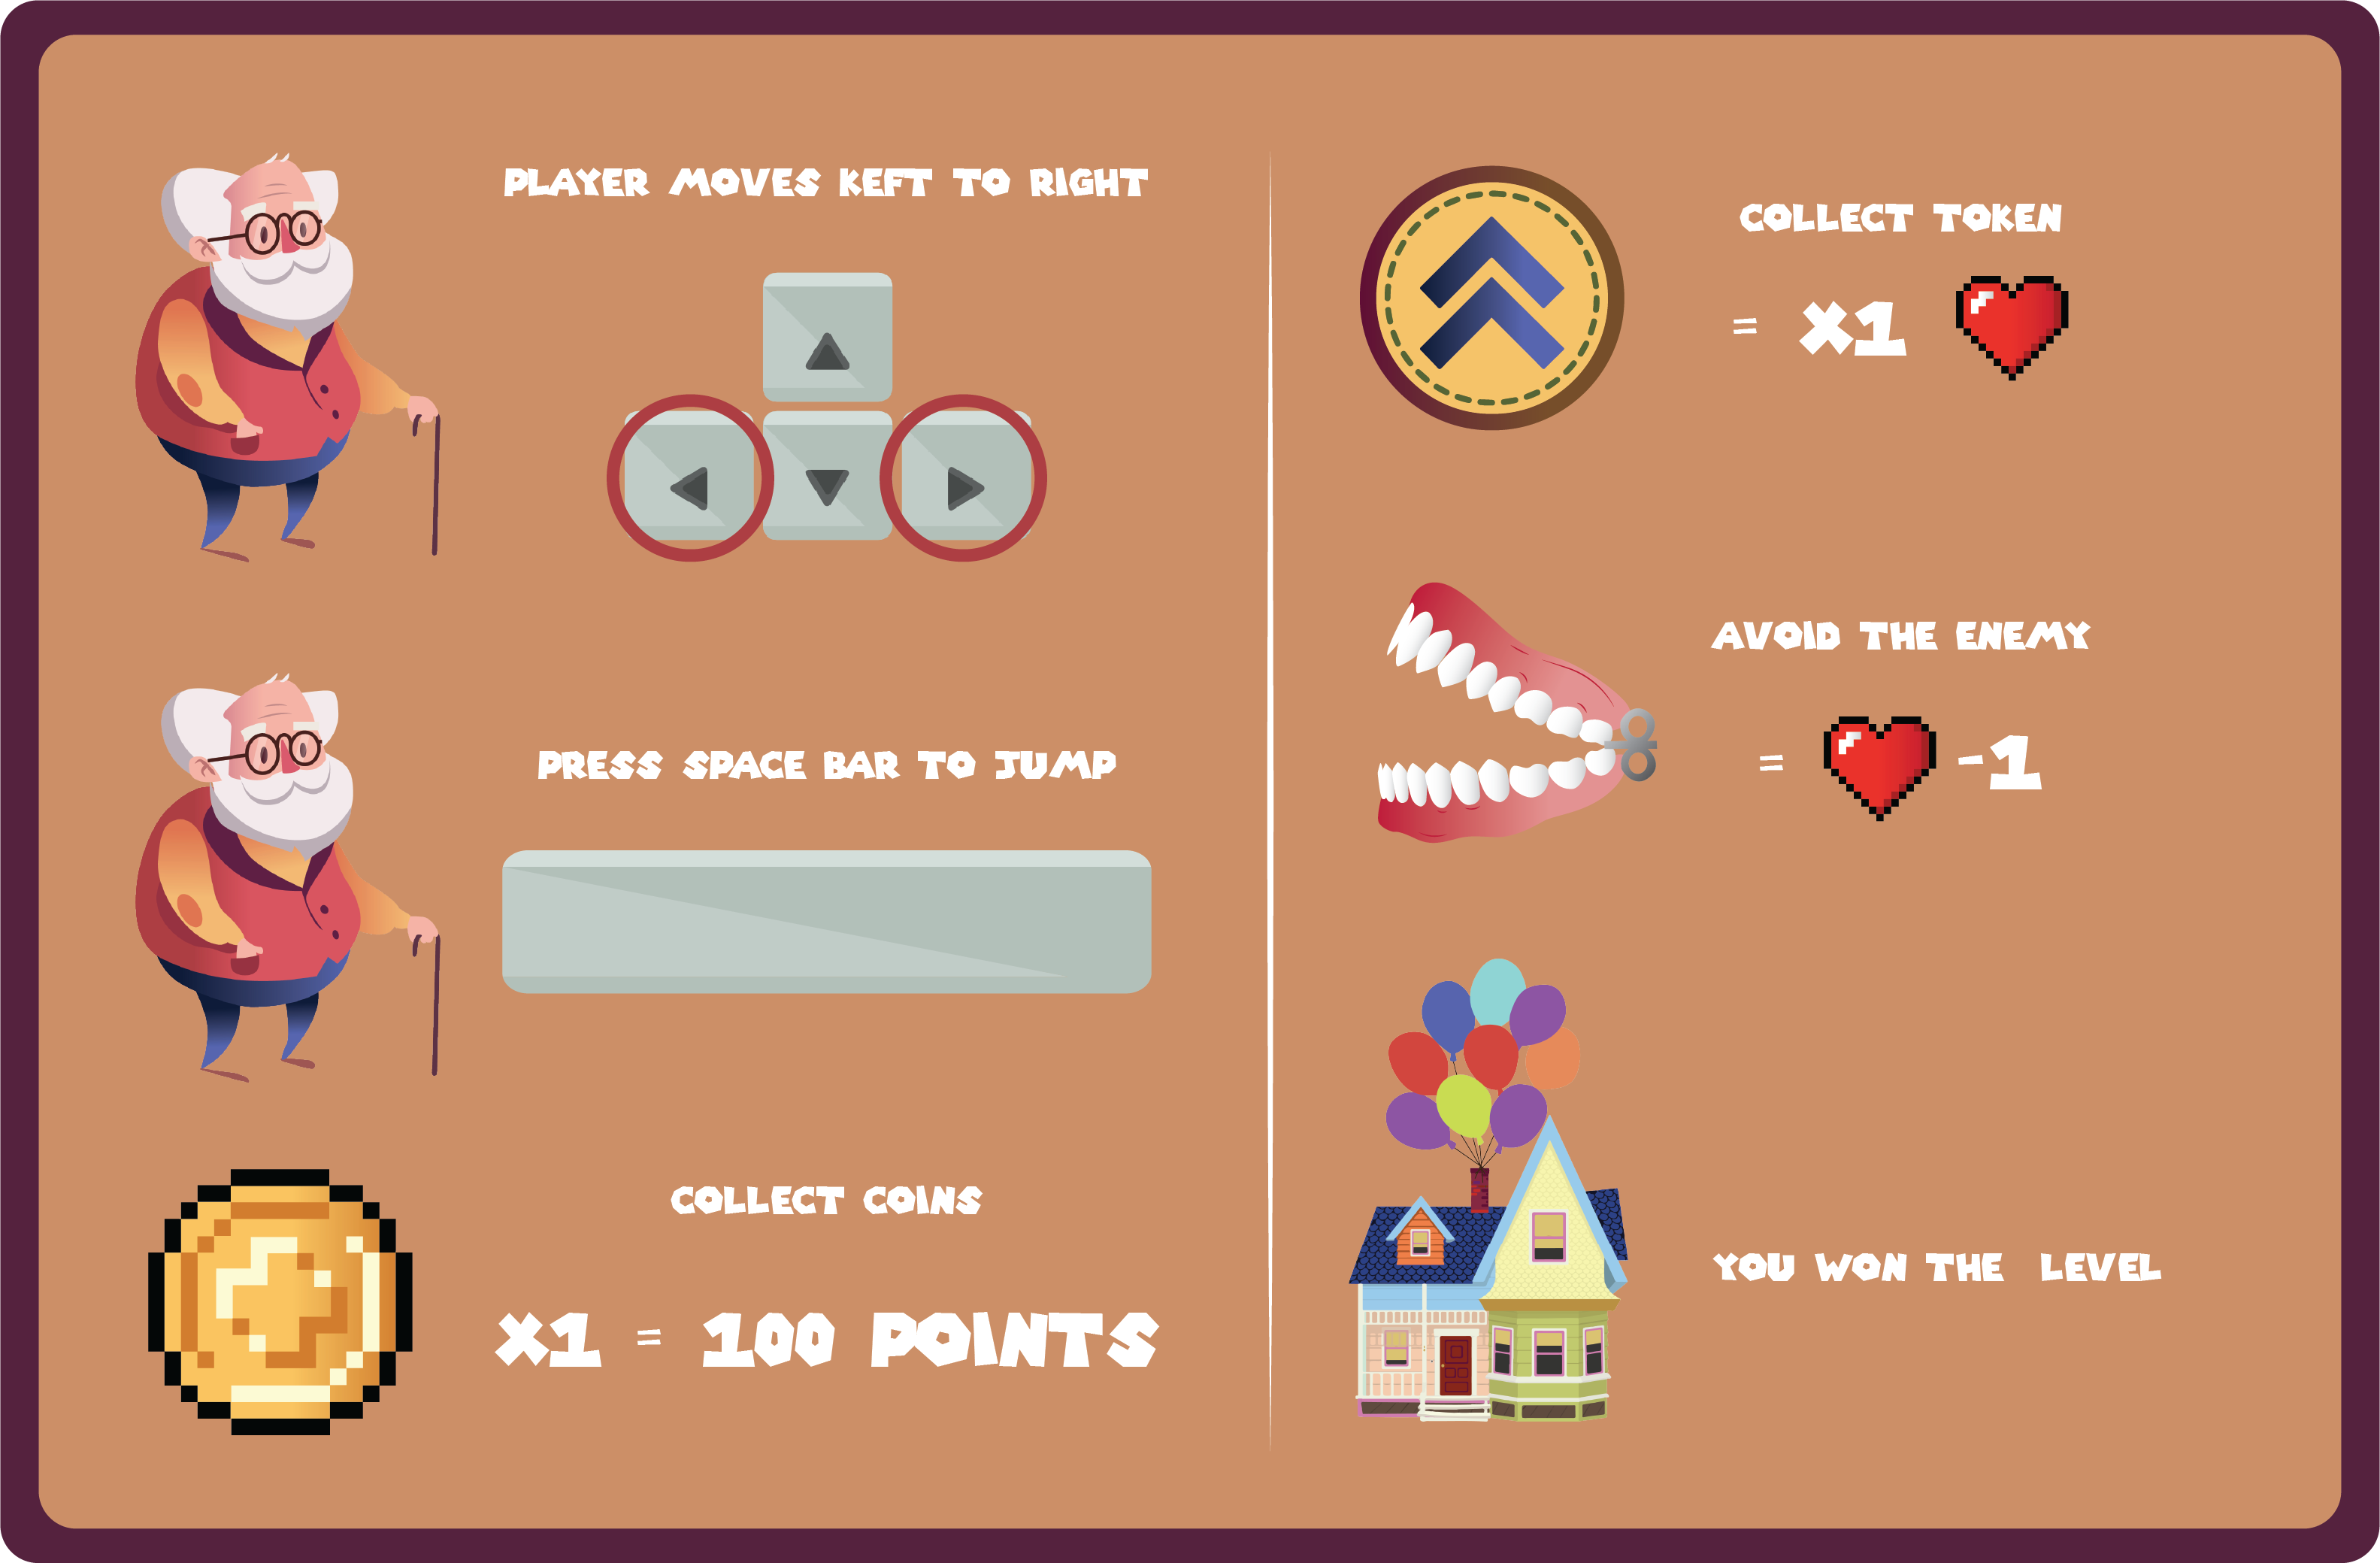 PLAYER MOVES KEFT TO RIGHT
PRESS SPACE BAR TO JUMP
COLLECT COINS
X1 = 100 POINTS
COLLECT TOKEN
= X1
AVOID THE ENEMY
= -1
YOU WON THE LEVEL